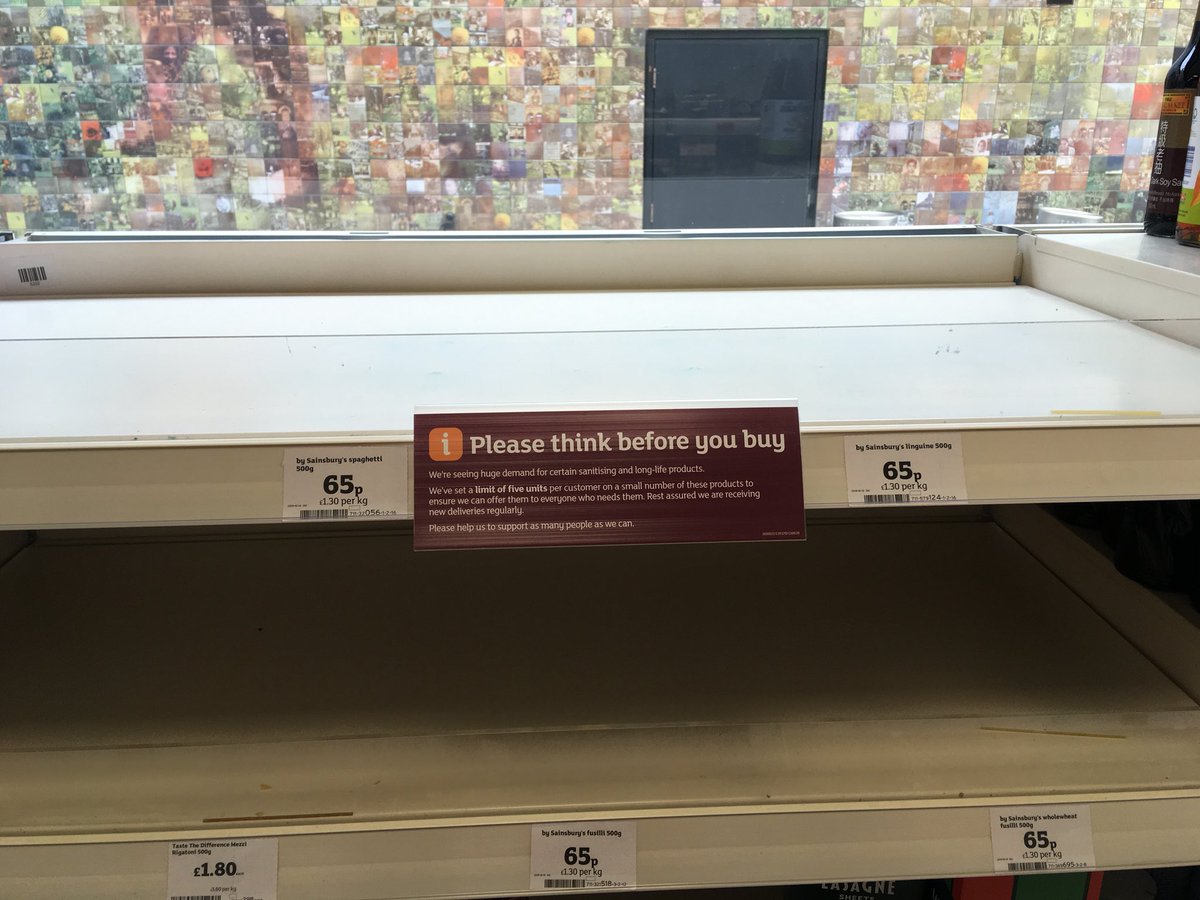 Dark Soy Sa
i Please think before you buy
We're seeing huge demand for certain sanitising and long-life products.
We've set a limit of five units per customer on a small number of these products to
ensure we can offer them to everyone who needs them. Rest assured we are receiving
new deliveries regularly.
Please help us to support as many people as we can.
by Sainsbury's spaghetti
500g
65p
£1.30 per kg
by Sainsbury's linguine 500g
65p
£1.30 per kg
Taste The Difference Mezzi
Rigatoni 500g
£1.80
by Sainsbury's fusilli 500g
65p
£1.30 per kg
by Sainsbury's wholewheat
fusilli 500g
65p
£1.30 per kg
LASAGNE
SHEETS